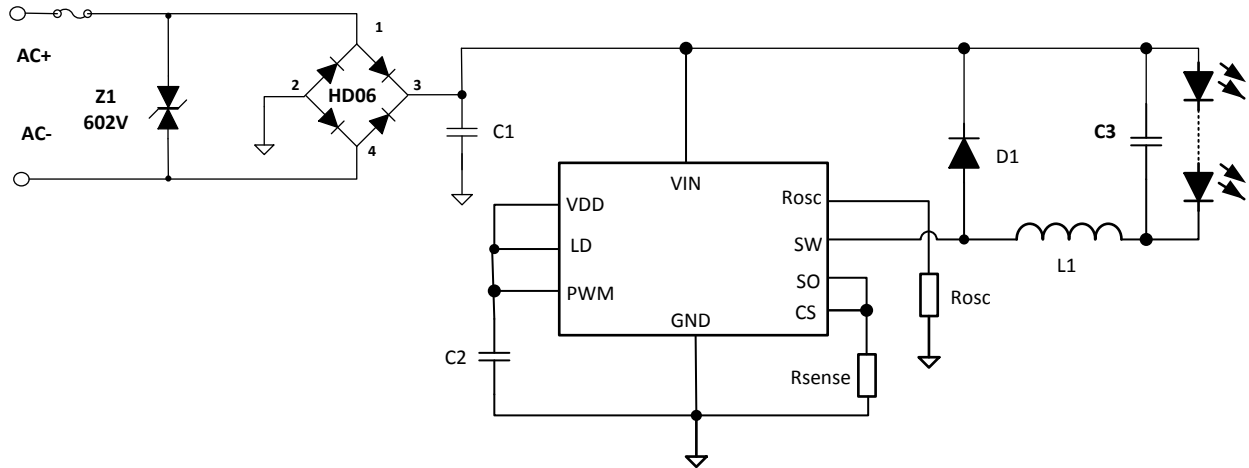 1
AC+
2
3
HD06
Z1
602V
AC-
4
C1
C3
D1
VIN
VDD
Rosc
LD
SW
L1
SO
PWM
Rosc
CS
GND
C2
Rsense